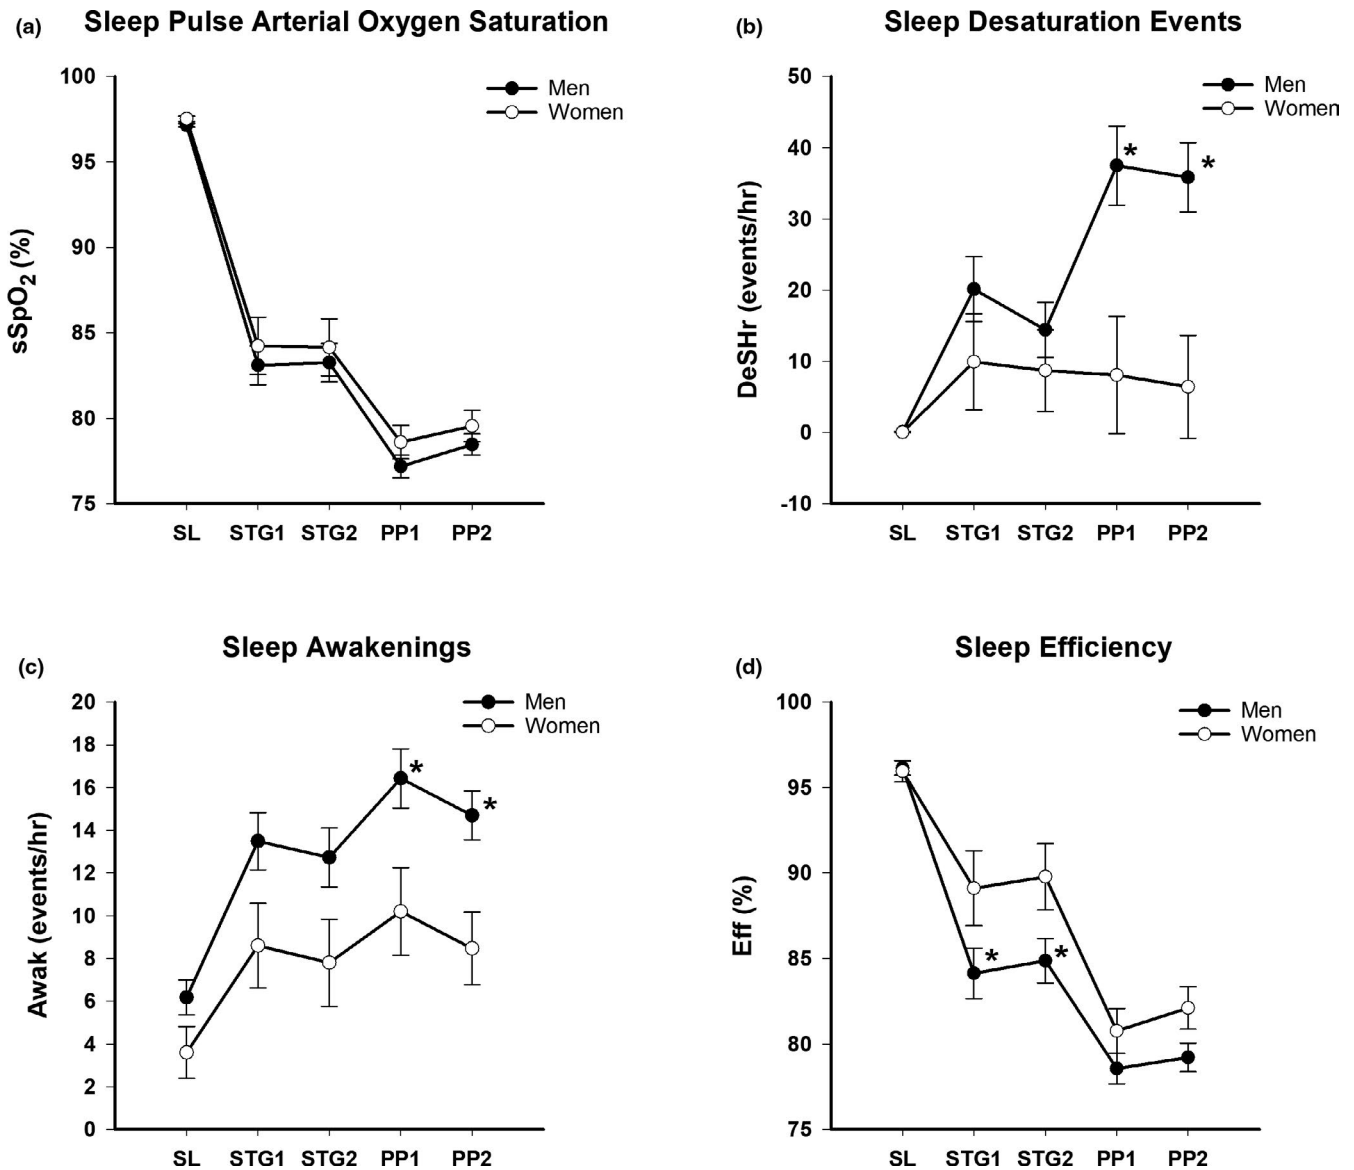 (a) Sleep Pulse Arterial Oxygen Saturation
Men
Women
100
95
90
85
80
75
sSpO2 (%)
SL STG1 STG2 PP1 PP2
(b) Sleep Desaturation Events
Men
Women
50
40
30
20
10
0
-10
DeSHr (events/hr)
* *
SL STG1 STG2 PP1 PP2
(c) Sleep Awakenings
Men
Women
20
18
16
14
12
10
8
6
4
2
0
Awak (events/hr)
* *
SL STG1 STG2 PP1 PP2
(d) Sleep Efficiency
Men
Women
100
95
90
85
80
75
Eff (%)
* *
SL STG1 STG2 PP1 PP2